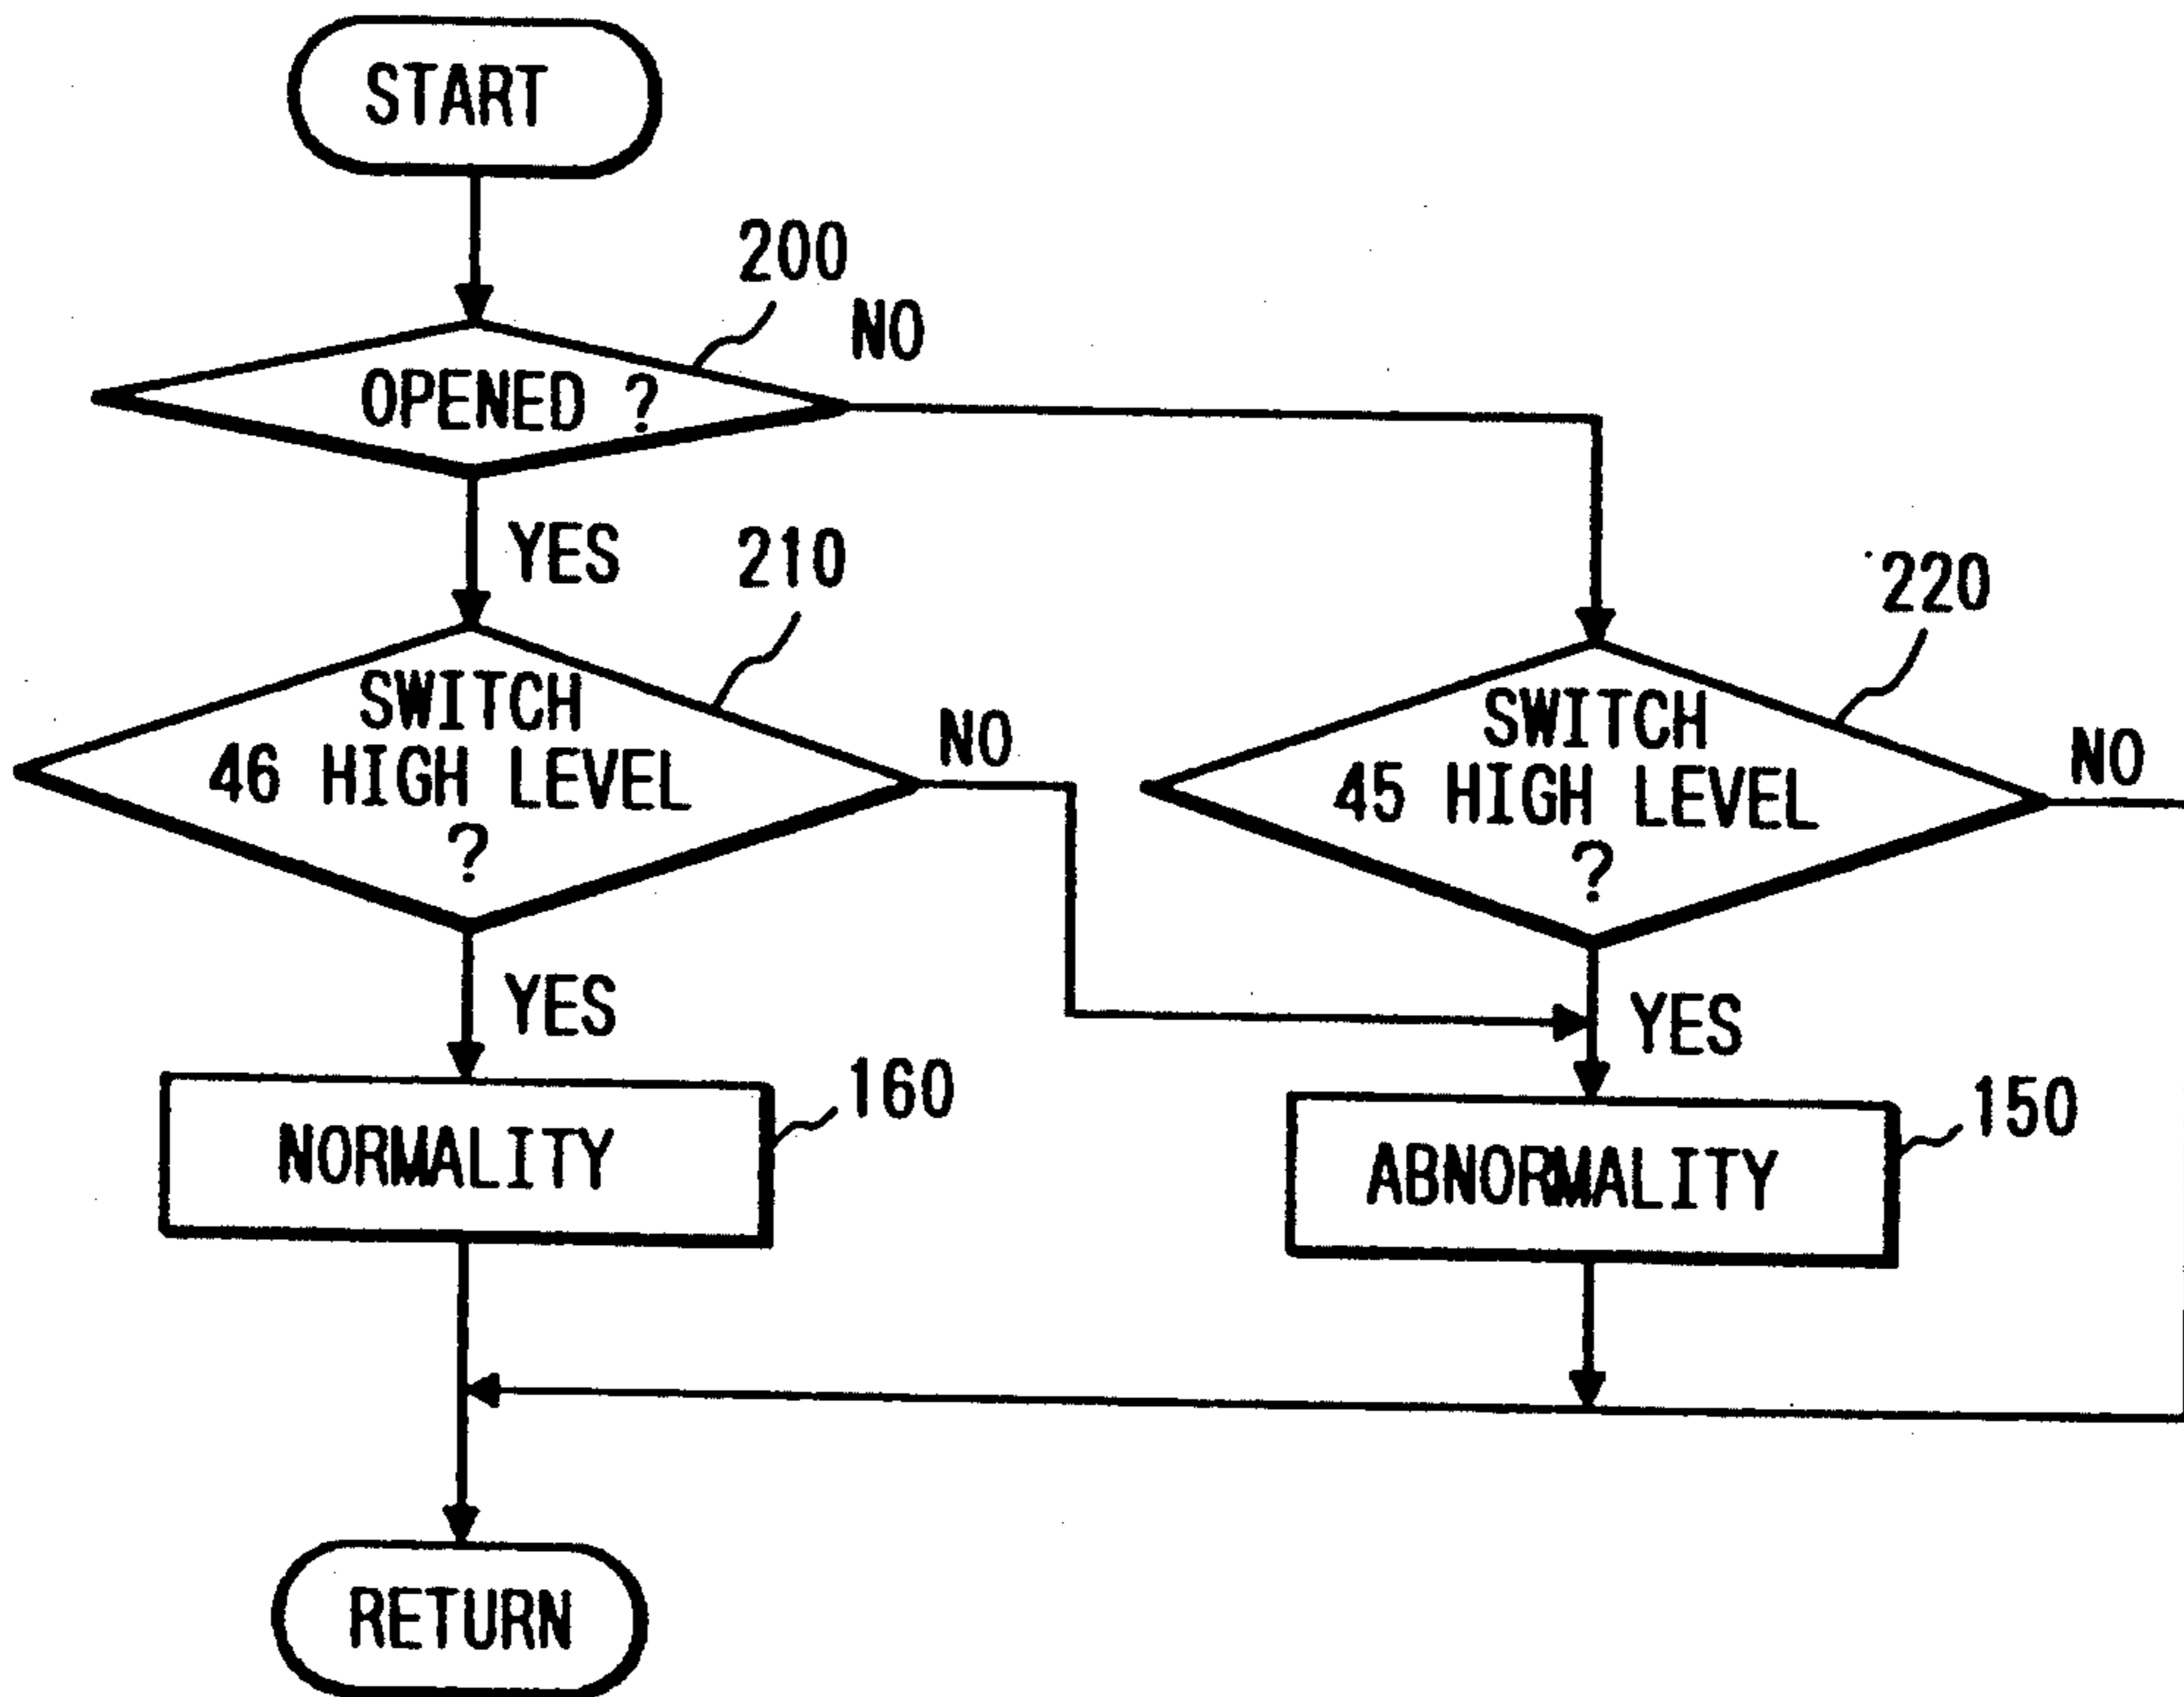 START
200
NO
OPENED ?
YES
210
220
SWITCH
46 HIGH LEVEL
?
NO
SWITCH
45 HIGH LEVEL
?
NO
YES
YES
160
150
NORMALITY
ABNORMALITY
RETURN